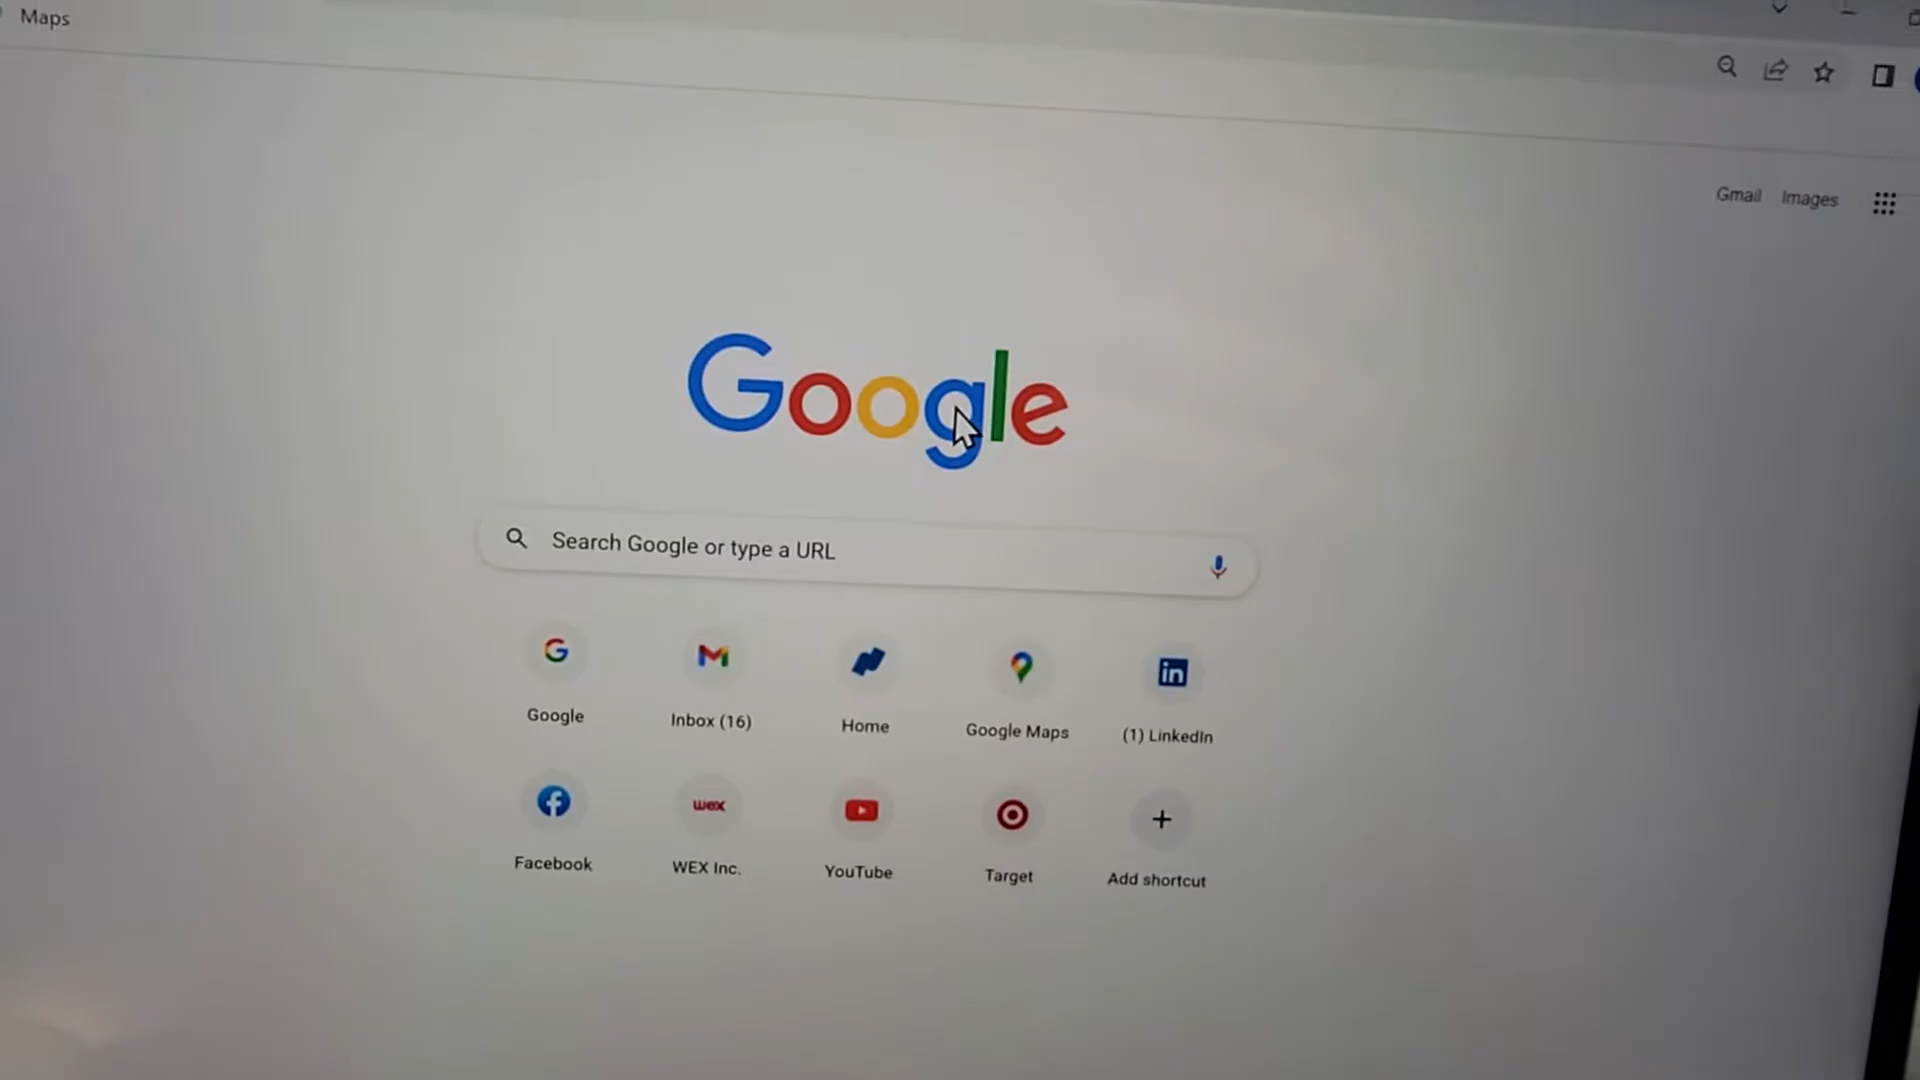 Maps
Gmail Images
Google
Search Google or type a URL
Google Inbox (16) Home Google Maps (1) LinkedIn
wex
Facebook WEX Inc. YouTube Target Add shortcut